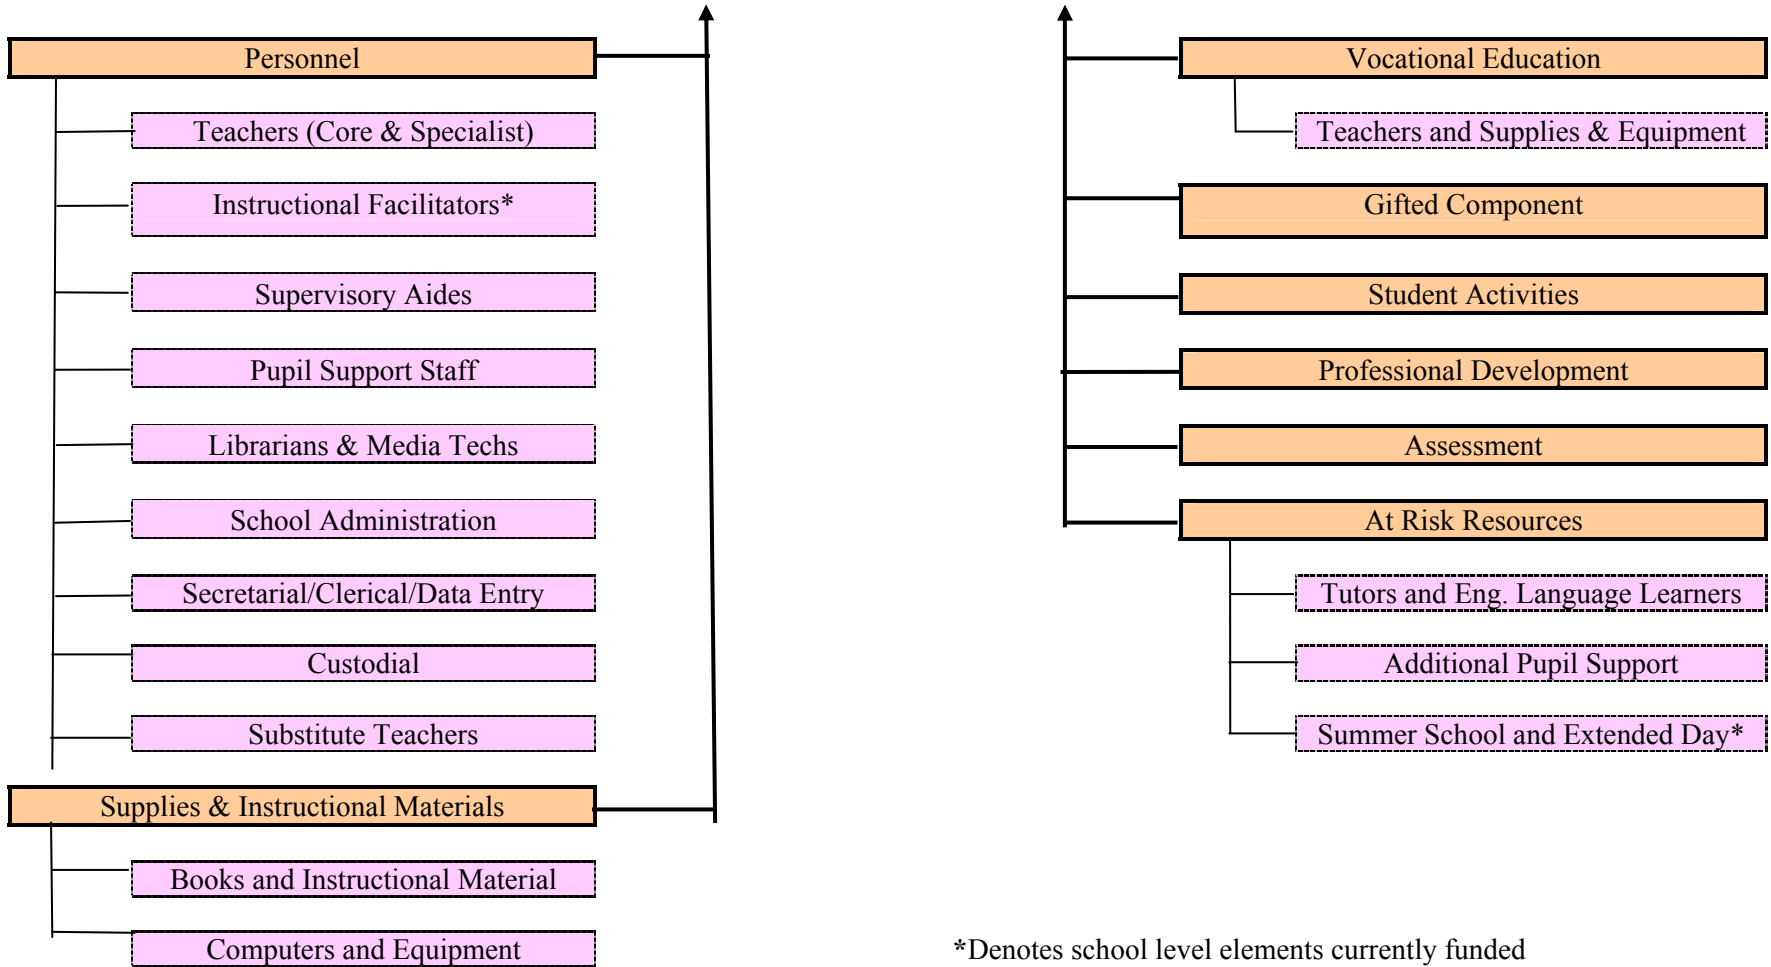 Personnel
Teachers (Core & Specialist)
Instructional Facilitators*
Supervisory Aides
Pupil Support Staff
Librarians & Media Techs
School Administration
Secretarial/Clerical/Data Entry
Custodial
Substitute Teachers
Supplies & Instructional Materials
Books and Instructional Material
Computers and Equipment
Vocational Education
Teachers and Supplies & Equipment
Gifted Component
Student Activities
Professional Development
Assessment
At Risk Resources
Tutors and Eng. Language Learners
Additional Pupil Support
Summer School and Extended Day*
*Denotes school level elements currently funded